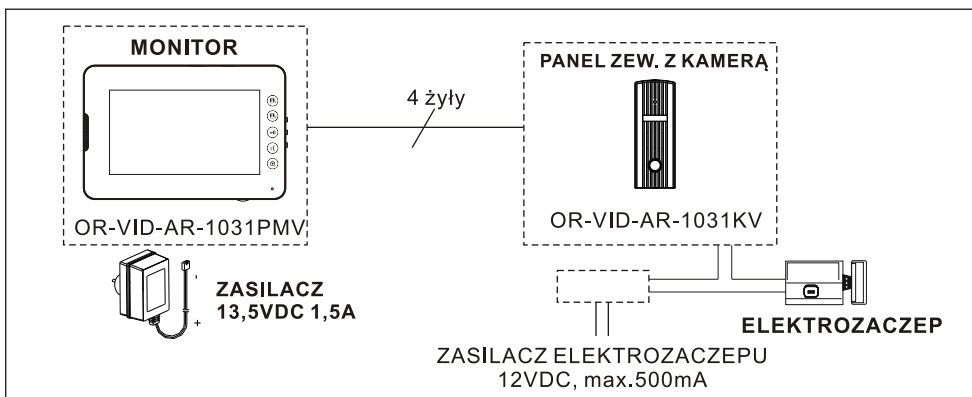 MONITOR
OR-VID-AR-1031PMV
4 żyły
PANEL ZEW. Z KAMERĄ
OR-VID-AR-1031KV
-
+
ZASILACZ
13,5VDC 1,5A
ELEKTROZACZEP
ZASILACZ ELEKTROZACZEPU
12VDC, max.500mA